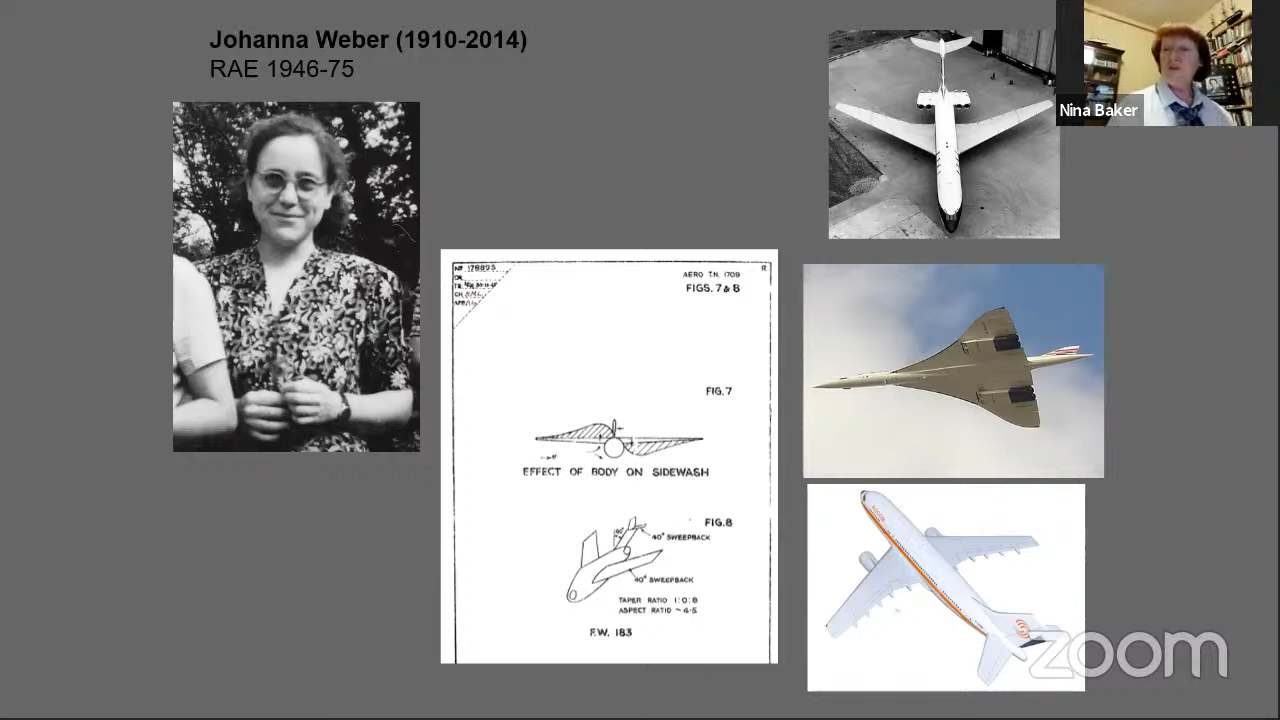 Johanna Weber (1910-2014)
RAE 1946-75
Nina Baker
Nº 178895
AERO T.N. 1709
R
FIGS. 7 & 8
FIG. 7
EFFECT OF BODY ON SIDEWASH
FIG. 8
40° SWEEPBACK
40° SWEEPBACK
TAPER RATIO 1:0:8
ASPECT RATIO ~ 4·5
F.W. 183
zoom